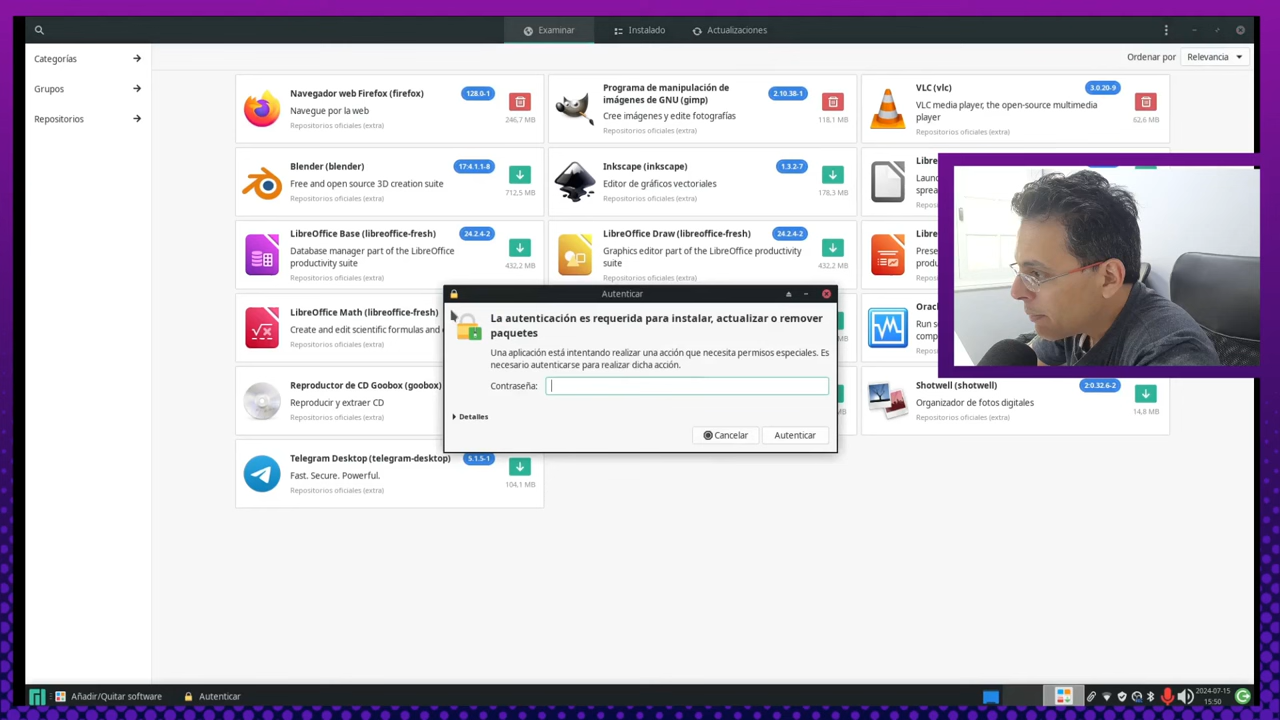 Examinar
Instalado
Actualizaciones
Categorías
Grupos
Repositorios
Ordenar por
Relevancia
Navegador web Firefox (firefox)
128.0-1
Navegue por la web
Repositorios oficiales (extra)
246,7 MB
Programa de manipulación de
imágenes de GNU (gimp)
2.10.38-1
Cree imágenes y edite fotografías
Repositorios oficiales (extra)
118,1 MB
VLC (vlc)
3.0.20-9
VLC media player, the open-source multimedia
player
Repositorios oficiales (extra)
62,6 MB
Blender (blender)
17:4.1.1-8
Free and open source 3D creation suite
Repositorios oficiales (extra)
712,5 MB
Inkscape (inkscape)
1.3.2-7
Editor de gráficos vectoriales
Repositorios oficiales (extra)
178,3 MB
LibreOffice Base (libreoffice-fresh)
24.2.4-2
Database manager part of the LibreOffice
productivity suite
Repositorios oficiales (extra)
432,2 MB
LibreOffice Draw (libreoffice-fresh)
24.2.4-2
Graphics editor part of the LibreOffice productivity
suite
Repositorios oficiales (extra)
432,2 MB
LibreOffice Math (libreoffice-fresh)
Create and edit scientific formulas and
Repositorios oficiales (extra)
Reproductor de CD Goobox (goobox)
Reproducir y extraer CD
Repositorios oficiales (extra)
Shotwell (shotwell)
2:0.32.6-2
Organizador de fotos digitales
Repositorios oficiales (extra)
14,8 MB
Telegram Desktop (telegram-desktop)
5.1.5-1
Fast. Secure. Powerful.
Repositorios oficiales (extra)
104,1 MB
Autenticar
La autenticación es requerida para instalar, actualizar o remover
paquetes
Una aplicación está intentando realizar una acción que necesita permisos especiales. Es
necesario autenticarse para realizar dicha acción.
Contraseña:
Detalles
Cancelar
Autenticar
Añadir/Quitar software
Autenticar
2024-07-15
15:50